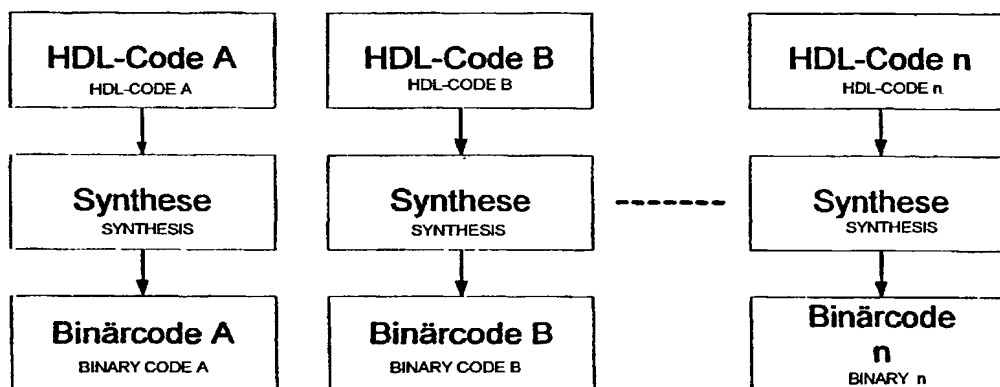 HDL-Code A
HDL-CODE A
HDL-Code B
HDL-CODE B
HDL-Code n
HDL-CODE n
Synthese
SYNTHESIS
Synthese
SYNTHESIS
Synthese
SYNTHESIS
Binärcode A
BINARY CODE A
Binärcode B
BINARY CODE B
Binärcode
n
BINARY n